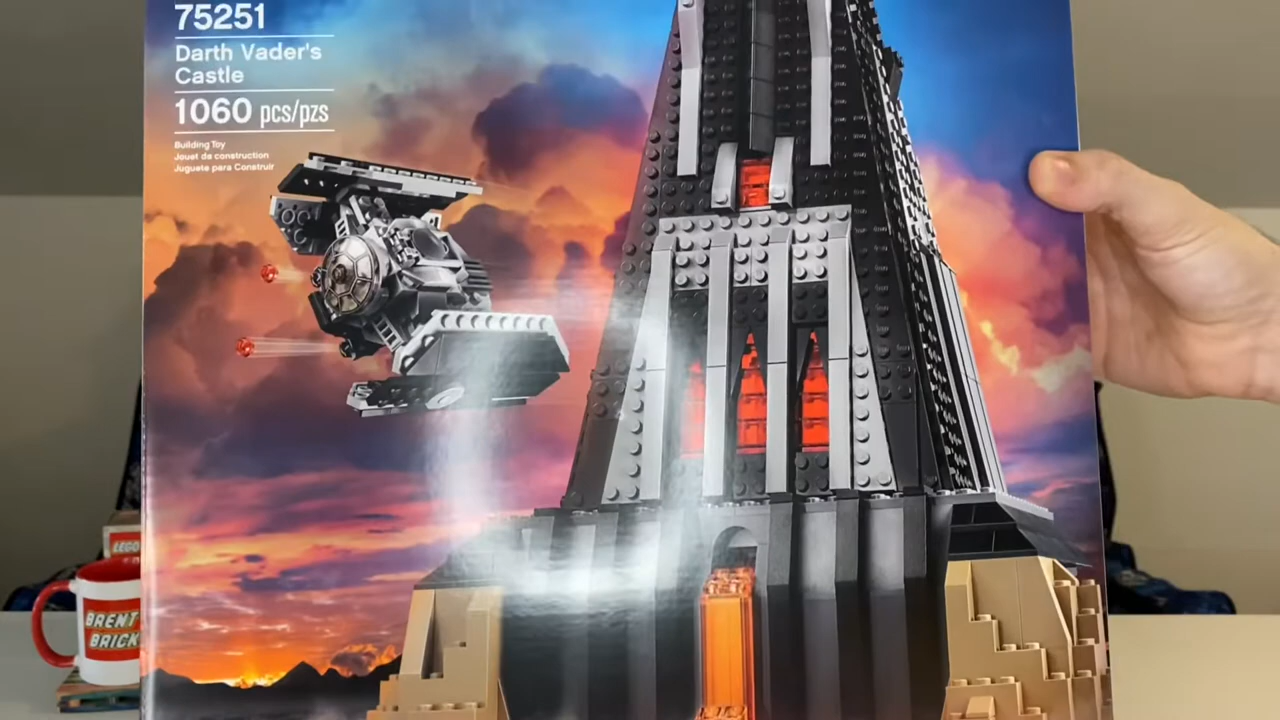 75251
Darth Vader's
Castle
1060 pcs/pzs
Building Toy
Jouet de construction
Juguete para Construir
LEGO
BRENT
BRICK